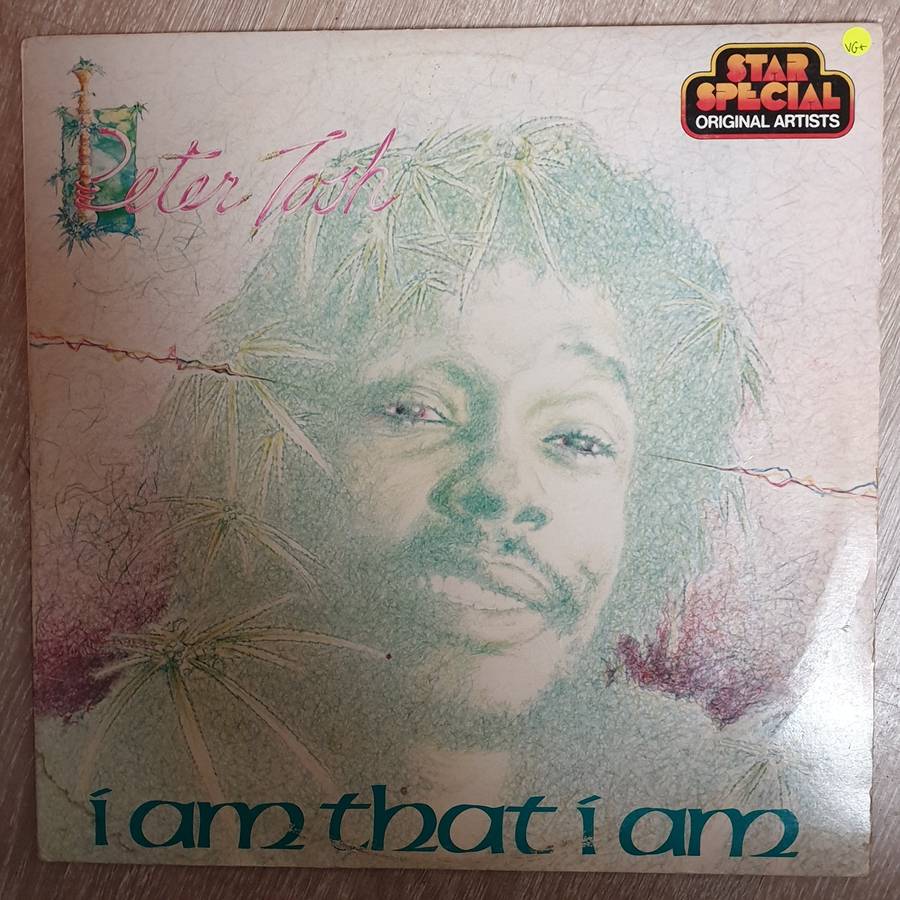 VG+
STAR
SPECIAL
ORIGINAL ARTISTS
Peter Tosh
i am that i am